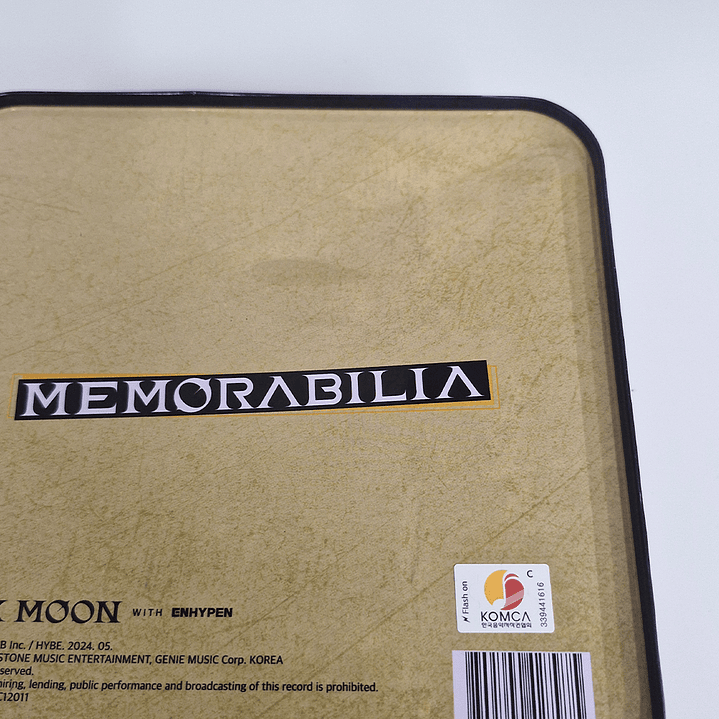 MEMORABILIA
Flash on
C
KOMCA
한국음악저작권협회
339441616
K MOON WITH ENHYPEN
B Inc. / HYBE. 2024. 05.
STONE MUSIC ENTERTAINMENT, GENIE MUSIC Corp. KOREA
served.
hiring, lending, public performance and broadcasting of this record is prohibited.
CI2011